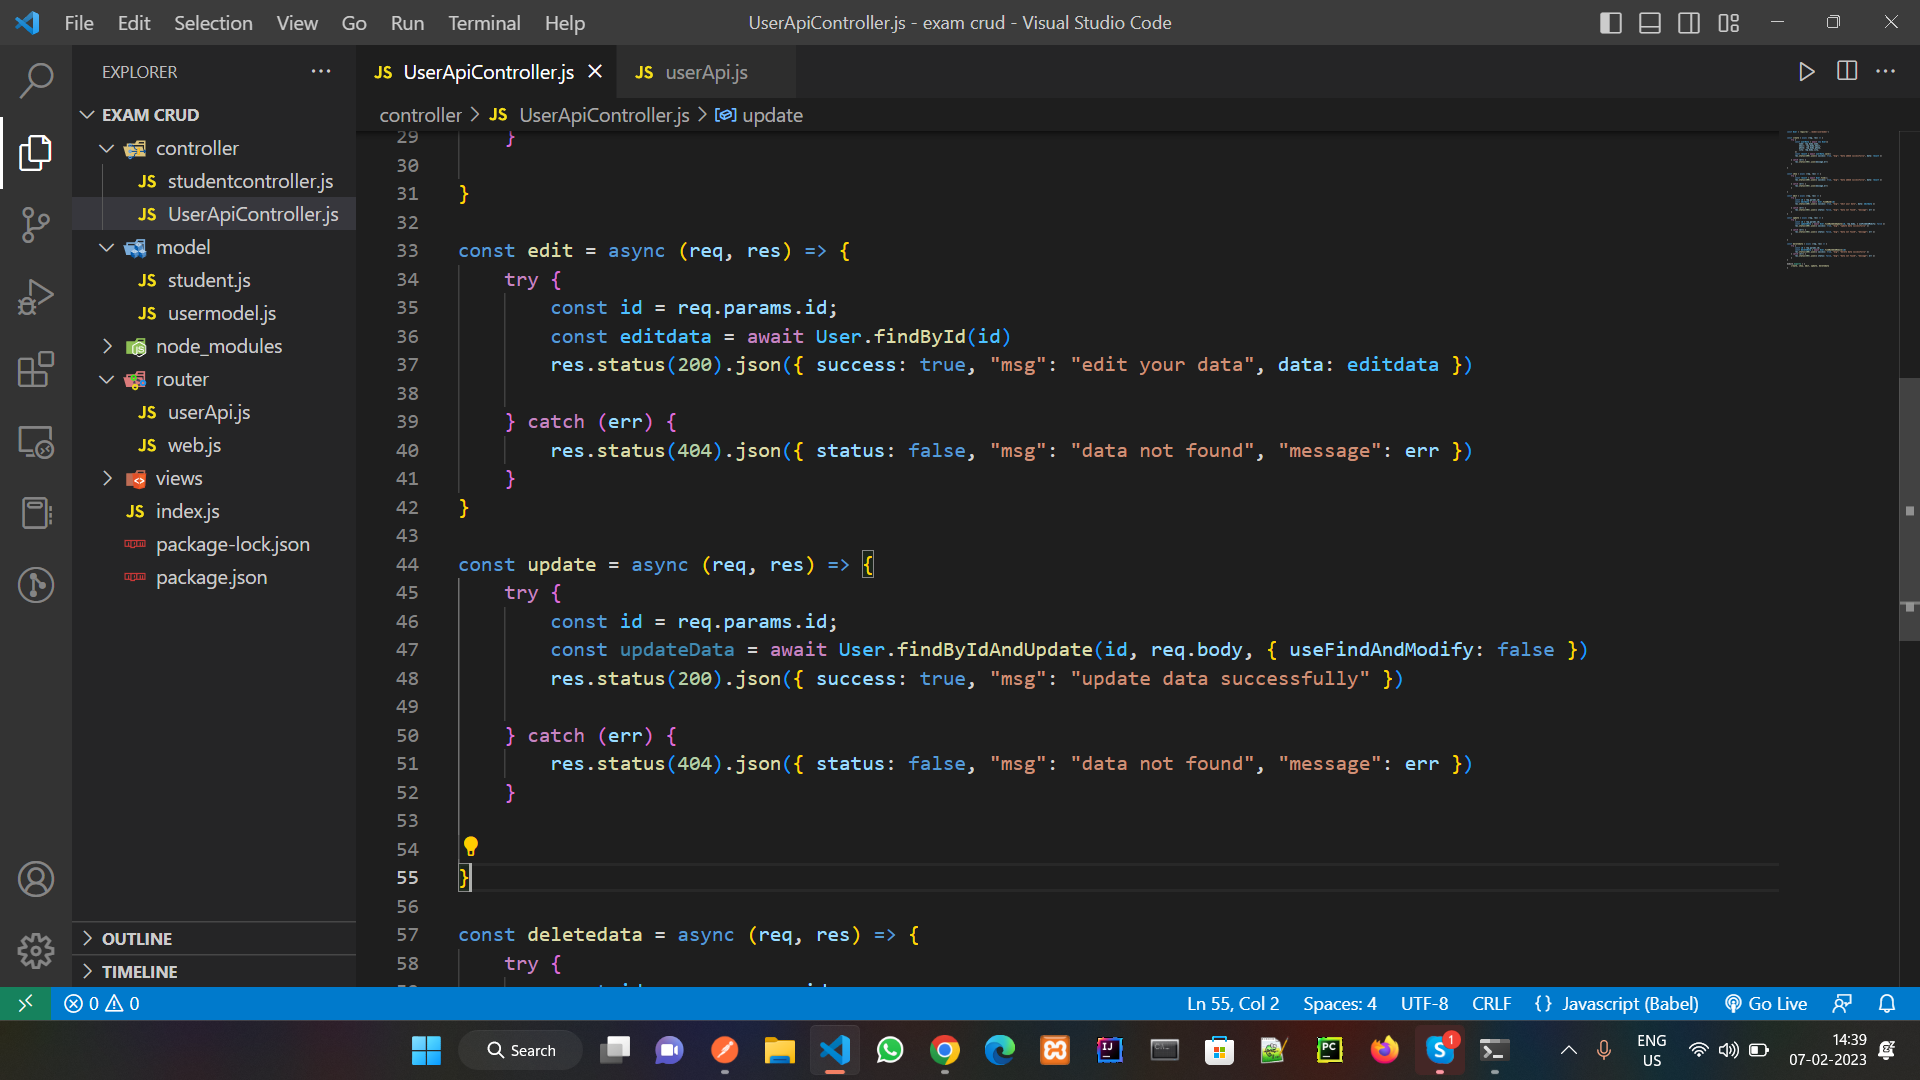 File Edit Selection View Go Run Terminal Help
UserApiController.js - exam crud - Visual Studio Code
EXPLORER
EXAM CRUD
controller
JS studentcontroller.js
JS UserApiController.js
model
JS student.js
JS usermodel.js
node_modules
router
JS userApi.js
JS web.js
views
JS index.js
package-lock.json
package.json
OUTLINE
TIMELINE
JS UserApiController.js
JS userApi.js
controller > JS UserApiController.js > update
29 }
30
31 }
32
33 const edit = async (req, res) => {
34 try {
35 const id = req.params.id;
36 const editdata = await User.findById(id)
37 res.status(200).json({ success: true, "msg": "edit your data", data: editdata })
38
39 } catch (err) {
40 res.status(404).json({ status: false, "msg": "data not found", "message": err })
41 }
42 }
43
44 const update = async (req, res) => {
45 try {
46 const id = req.params.id;
47 const updateData = await User.findByIdAndUpdate(id, req.body, { useFindAndModify: false })
48 res.status(200).json({ success: true, "msg": "update data successfully" })
49
50 } catch (err) {
51 res.status(404).json({ status: false, "msg": "data not found", "message": err })
52 }
53
54
55 }
56
57 const deletedata = async (req, res) => {
58 try {
0 0
Ln 55, Col 2 Spaces: 4 UTF-8 CRLF {} Javascript (Babel) Go Live
Search
1
ENG
US
14:39
07-02-2023